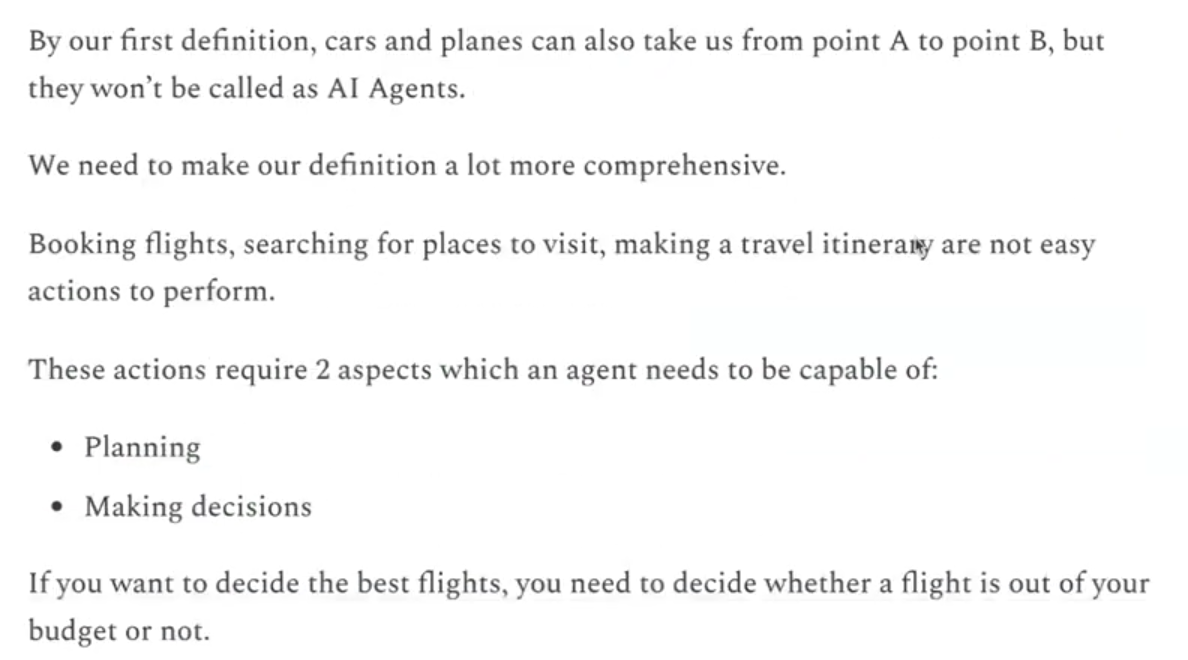 By our first definition, cars and planes can also take us from point A to point B, but
they won’t be called as AI Agents.
We need to make our definition a lot more comprehensive.
Booking flights, searching for places to visit, making a travel itinerary are not easy
actions to perform.
These actions require 2 aspects which an agent needs to be capable of:
• Planning
• Making decisions
If you want to decide the best flights, you need to decide whether a flight is out of your
budget or not.